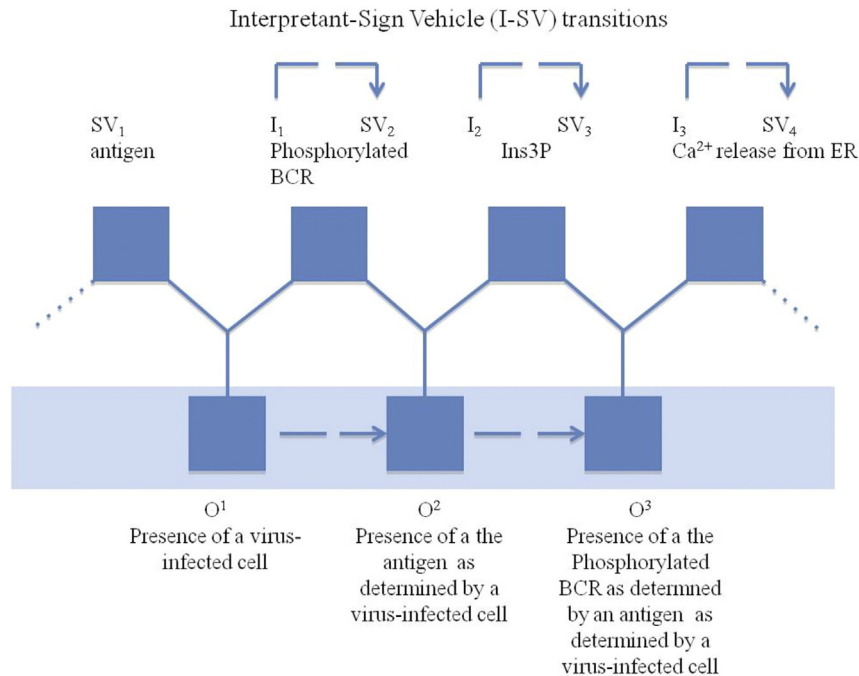 Interpretant-Sign Vehicle (I-SV) transitions
SV₁
antigen
I₁ SV₂
Phosphorylated
BCR
I₂ SV₃
Ins3P
I₃ SV₄
Ca²⁺ release from ER
O¹
Presence of a virus-
infected cell
O²
Presence of a the
antigen as
determined by a
virus-infected cell
O³
Presence of a the
Phosphorylated
BCR as determned
by an antigen as
determined by a
virus-infected cell